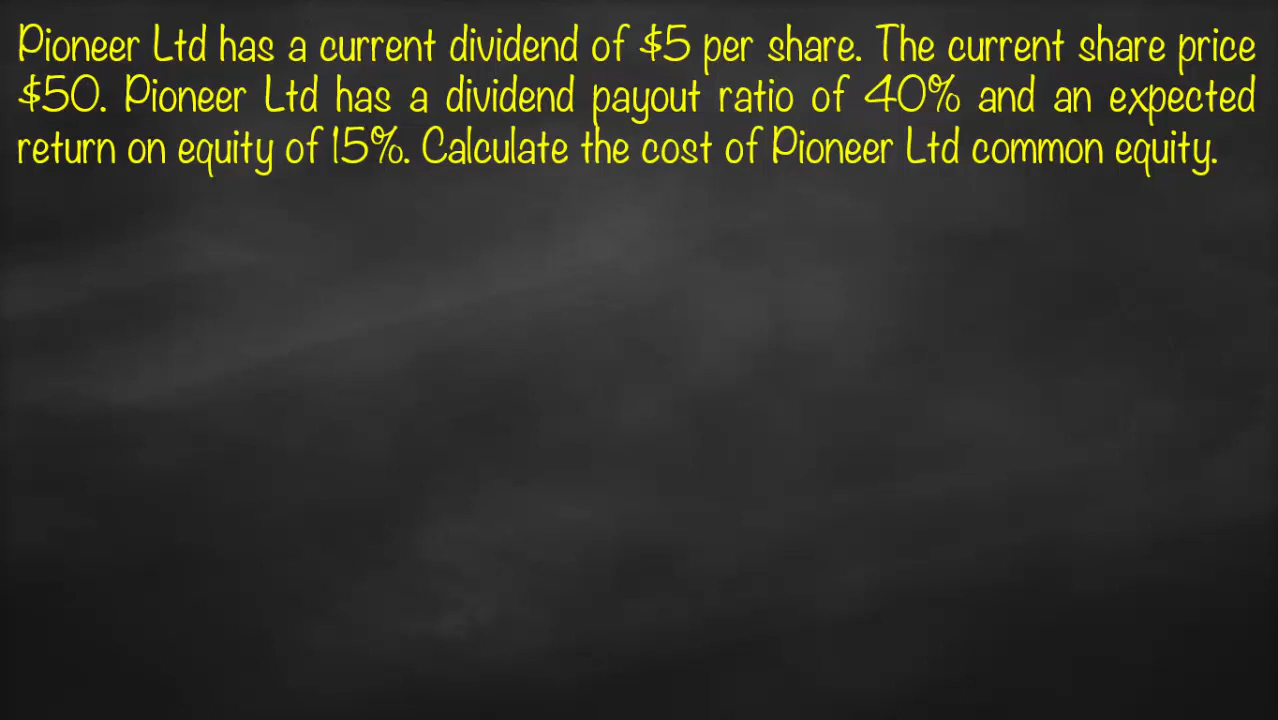 Pioneer Ltd has a current dividend of $5 per share. The current share price
$50. Pioneer Ltd has a dividend payout ratio of 40% and an expected
return on equity of 15%. Calculate the cost of Pioneer Ltd common equity.